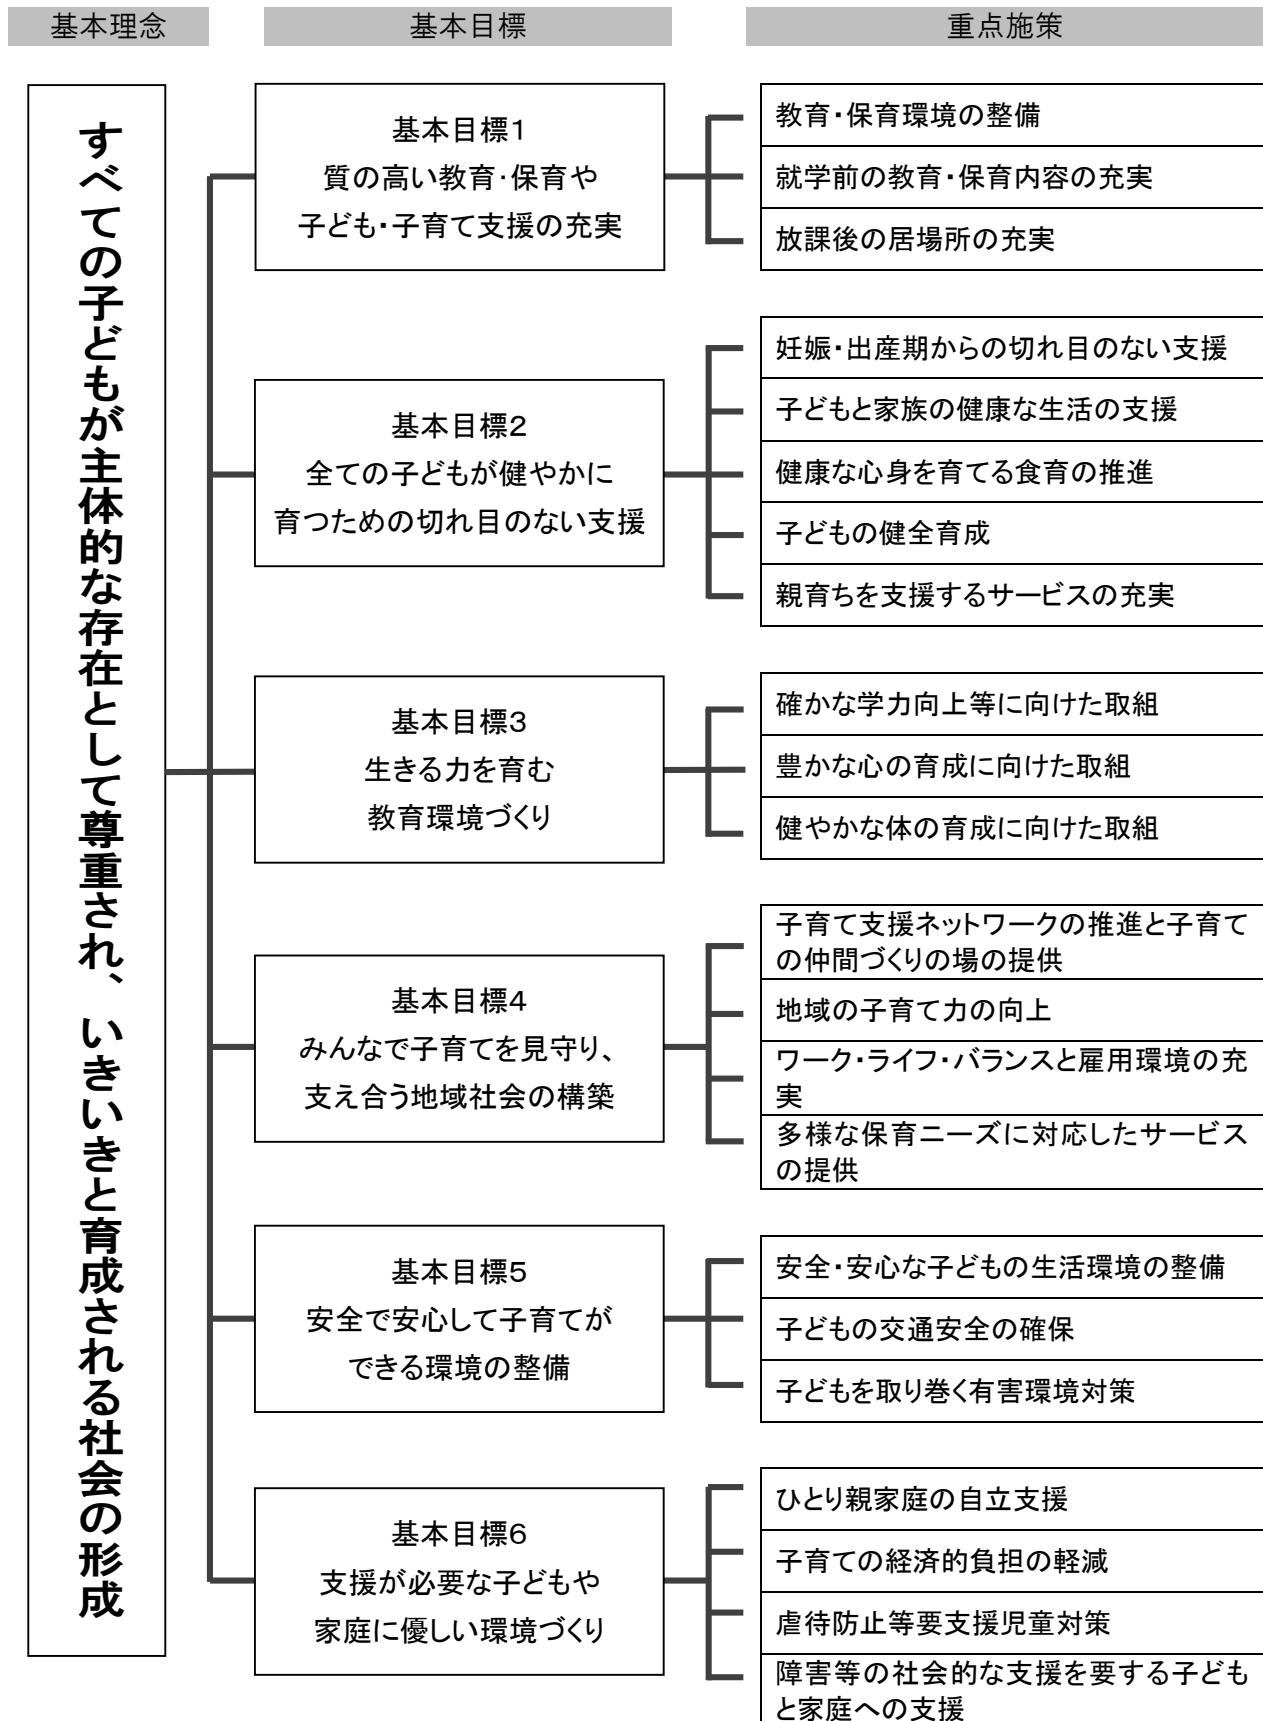 基本理念
基本目標
重点施策
すべての子どもが主体的な存在として尊重され、いきいきと育成される社会の形成
基本目標1
質の高い教育・保育や
子ども・子育て支援の充実
教育・保育環境の整備
就学前の教育・保育内容の充実
放課後の居場所の充実
基本目標2
全ての子どもが健やかに
育つための切れ目のない支援
妊娠・出産期からの切れ目のない支援
子どもと家族の健康な生活の支援
健康な心身を育てる食育の推進
子どもの健全育成
親育ちを支援するサービスの充実
基本目標3
生きる力を育む
教育環境づくり
確かな学力向上等に向けた取組
豊かな心の育成に向けた取組
健やかな体の育成に向けた取組
基本目標4
みんなで子育てを見守り、
支え合う地域社会の構築
子育て支援ネットワークの推進と子育て
の仲間づくりの場の提供
地域の子育て力の向上
ワーク・ライフ・バランスと雇用環境の充
実
多様な保育ニーズに対応したサービス
の提供
基本目標5
安全で安心して子育てが
できる環境の整備
安全・安心な子どもの生活環境の整備
子どもの交通安全の確保
子どもを取り巻く有害環境対策
基本目標6
支援が必要な子どもや
家庭に優しい環境づくり
ひとり親家庭の自立支援
子育ての経済的負担の軽減
虐待防止等要支援児童対策
障害等の社会的な支援を要する子ども
と家庭への支援